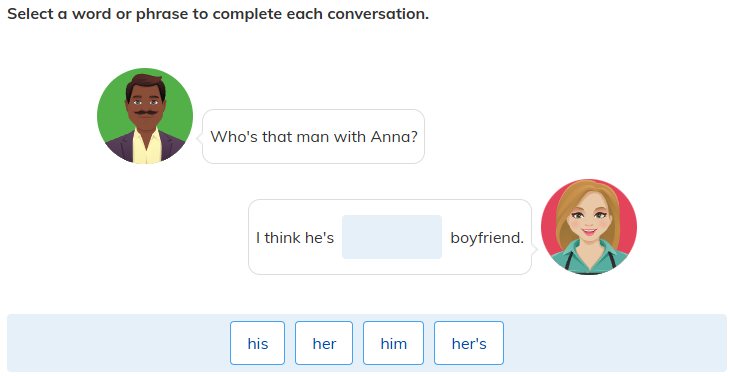 Select a word or phrase to complete each conversation.
Who's that man with Anna?
I think he's boyfriend.
his her him her's